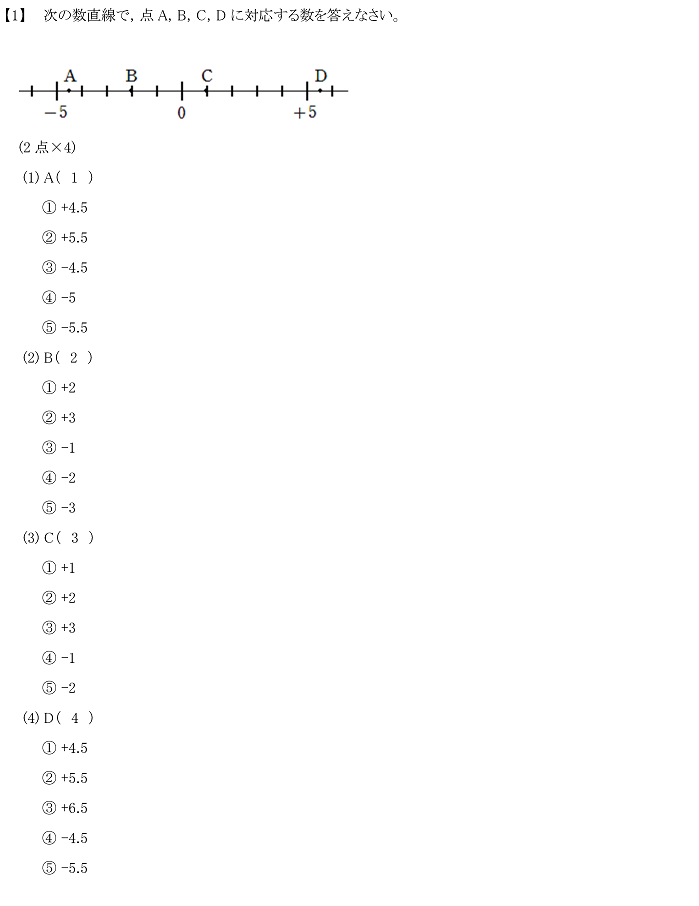 【1】 次の数直線で, 点 A, B, C, D に対応する数を答えなさい。
A B C D
−5 0 +5
(2 点×4)
(1) A( 1 )
① +4.5
② +5.5
③ −4.5
④ −5
⑤ −5.5
(2) B( 2 )
① +2
② +3
③ −1
④ −2
⑤ −3
(3) C( 3 )
① +1
② +2
③ +3
④ −1
⑤ −2
(4) D( 4 )
① +4.5
② +5.5
③ +6.5
④ −4.5
⑤ −5.5